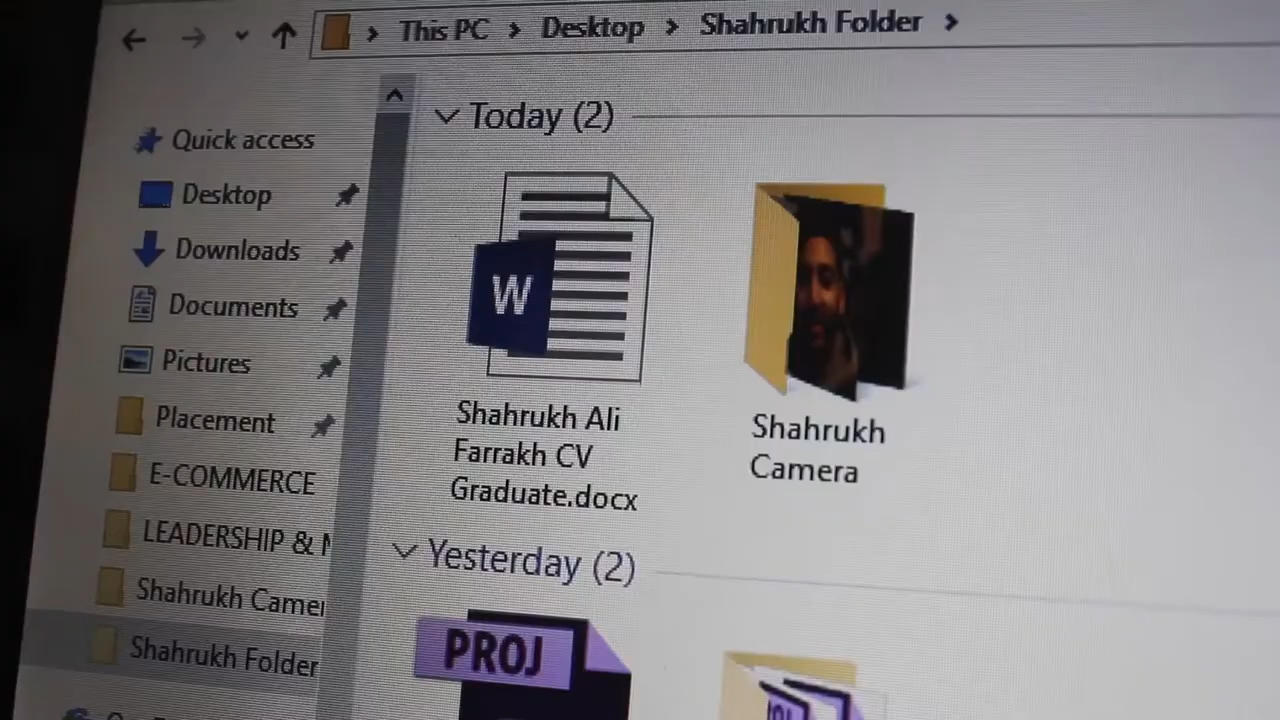 This PC > Desktop > Shahrukh Folder >
Quick access
Desktop
Downloads
Documents
Pictures
Placement
E-COMMERCE
LEADERSHIP &
Shahrukh Camer
Shahrukh Folder
Today (2)
W
Shahrukh Ali
Farrakh CV
Graduate.docx
Shahrukh
Camera
Yesterday (2)
PROJ